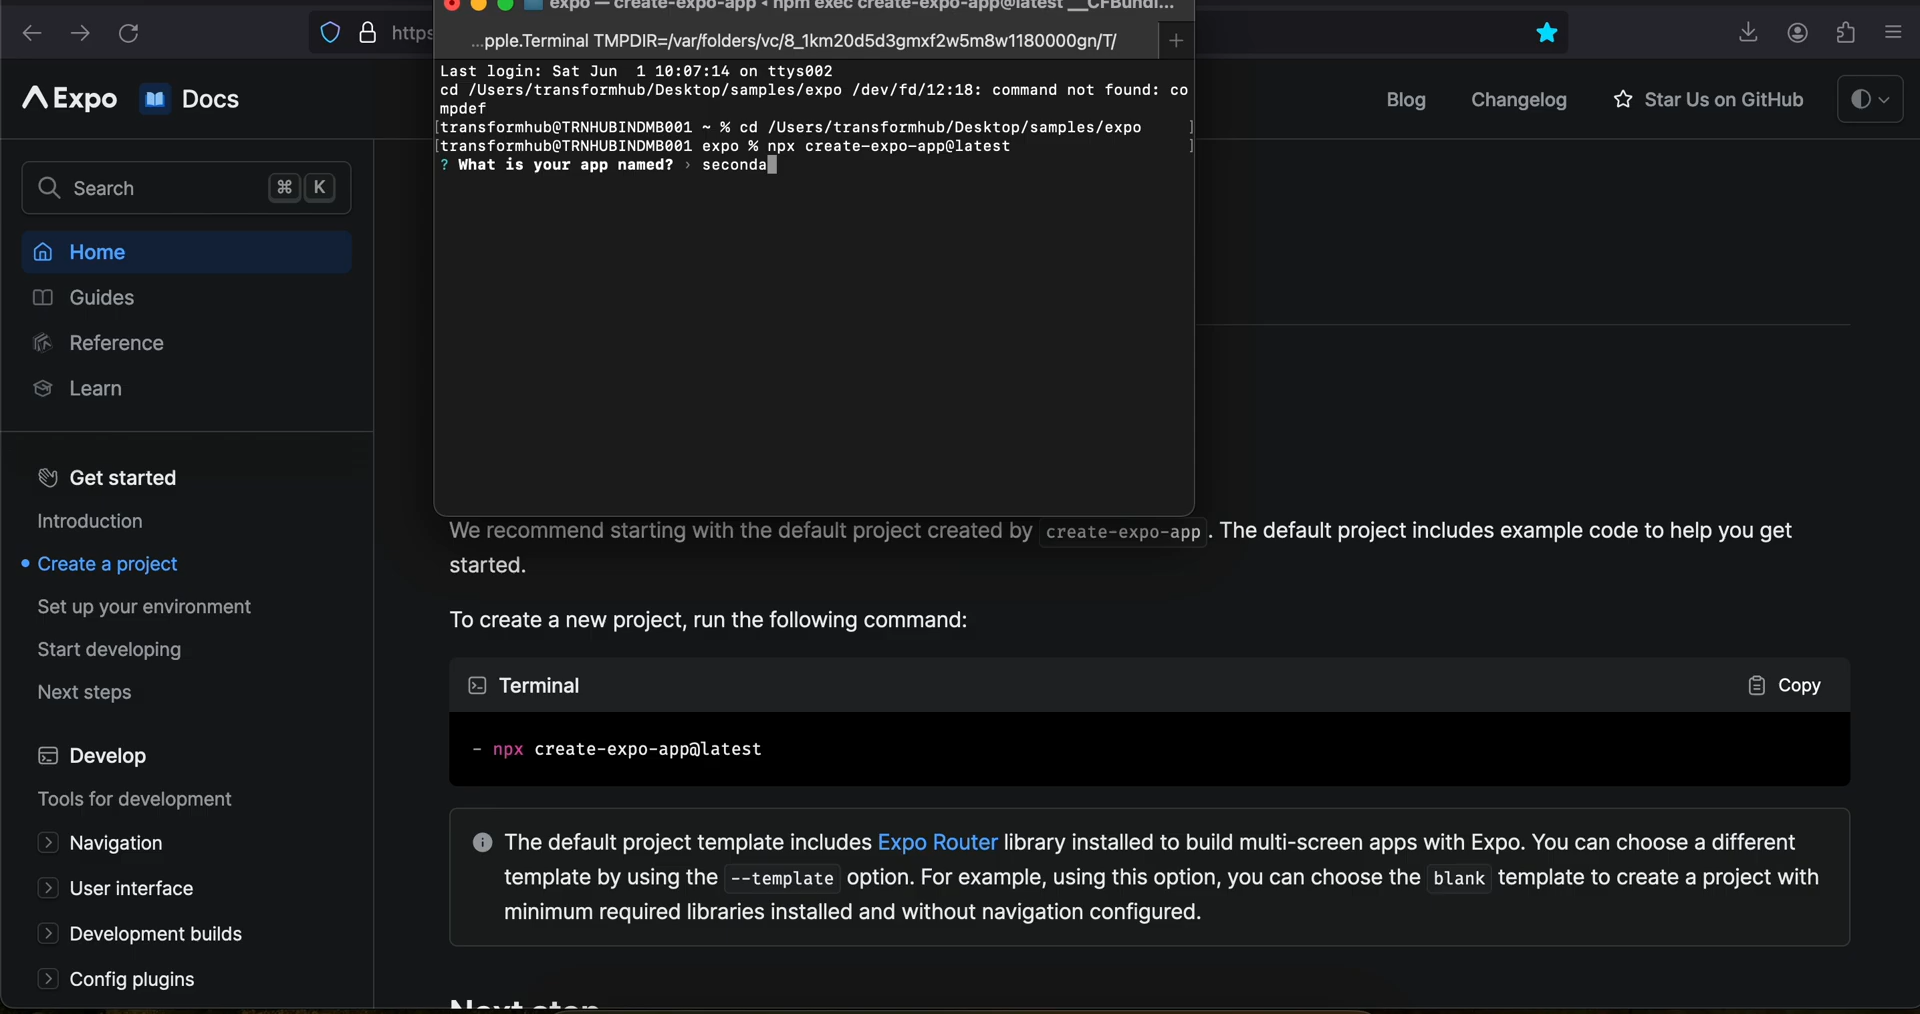 https
expo — create-expo-app ◂ npm exec create-expo-app@latest __CFBundl...
...pple.Terminal TMPDIR=/var/folders/vc/8_1km20d5d3gmxf2w5m8w1180000gn/T/
Last login: Sat Jun  1 10:07:14 on ttys002
cd /Users/transformhub/Desktop/samples/expo /dev/fd/12:18: command not found: co
mpdef
[transformhub@TRNHUBINDMB001 ~ % cd /Users/transformhub/Desktop/samples/expo ]
[transformhub@TRNHUBINDMB001 expo % npx create-expo-app@latest ]
? What is your app named? › seconda
Expo Docs
Blog
Changelog
Star Us on GitHub
Search ⌘ K
Home
Guides
Reference
Learn
Get started
Introduction
Create a project
Set up your environment
Start developing
Next steps
Develop
Tools for development
Navigation
User interface
Development builds
Config plugins
We recommend starting with the default project created by create-expo-app. The default project includes example code to help you get
started.
To create a new project, run the following command:
Terminal
Copy
- npx create-expo-app@latest
The default project template includes Expo Router library installed to build multi-screen apps with Expo. You can choose a different
template by using the --template option. For example, using this option, you can choose the blank template to create a project with
minimum required libraries installed and without navigation configured.
Next step